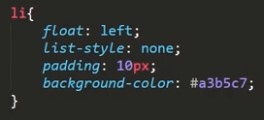 li{
    float: left;
    list-style: none;
    padding: 10px;
    background-color: #a3b5c7;
}